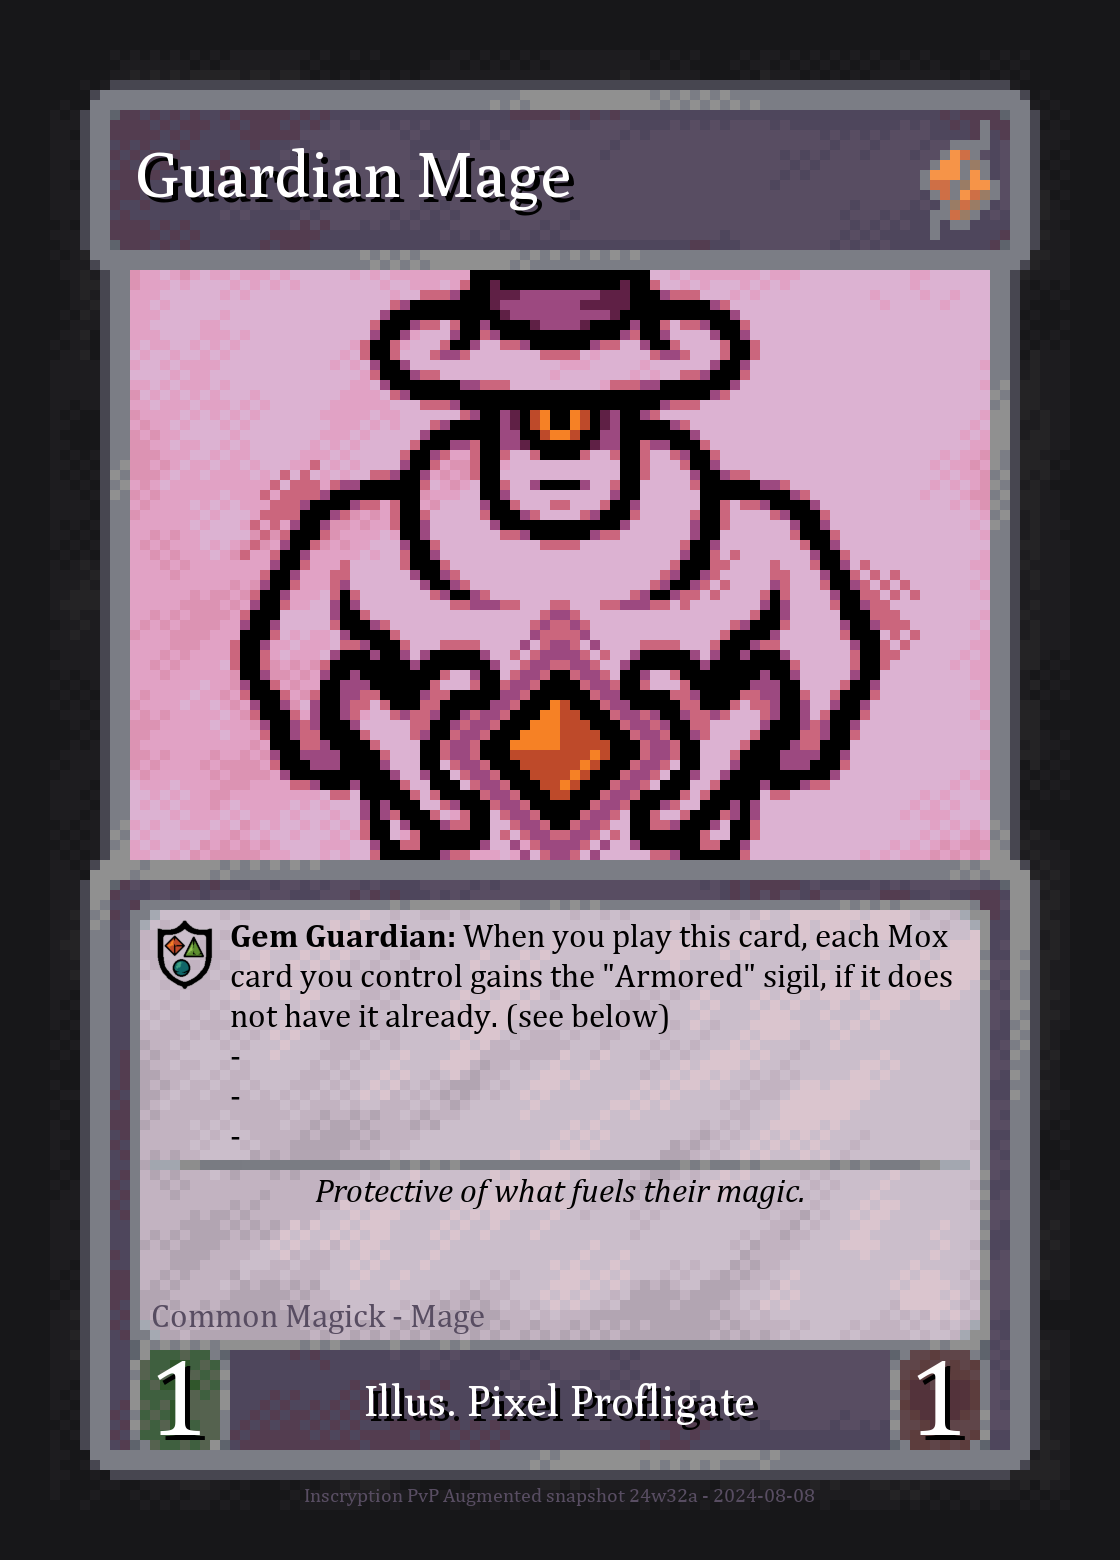 Guardian Mage
Gem Guardian: When you play this card, each Mox
card you control gains the "Armored" sigil, if it does
not have it already. (see below)
-
-
-
Protective of what fuels their magic.
Common Magick - Mage
1
Illus. Pixel Profligate
1
Inscryption PvP Augmented snapshot 24w32a - 2024-08-08